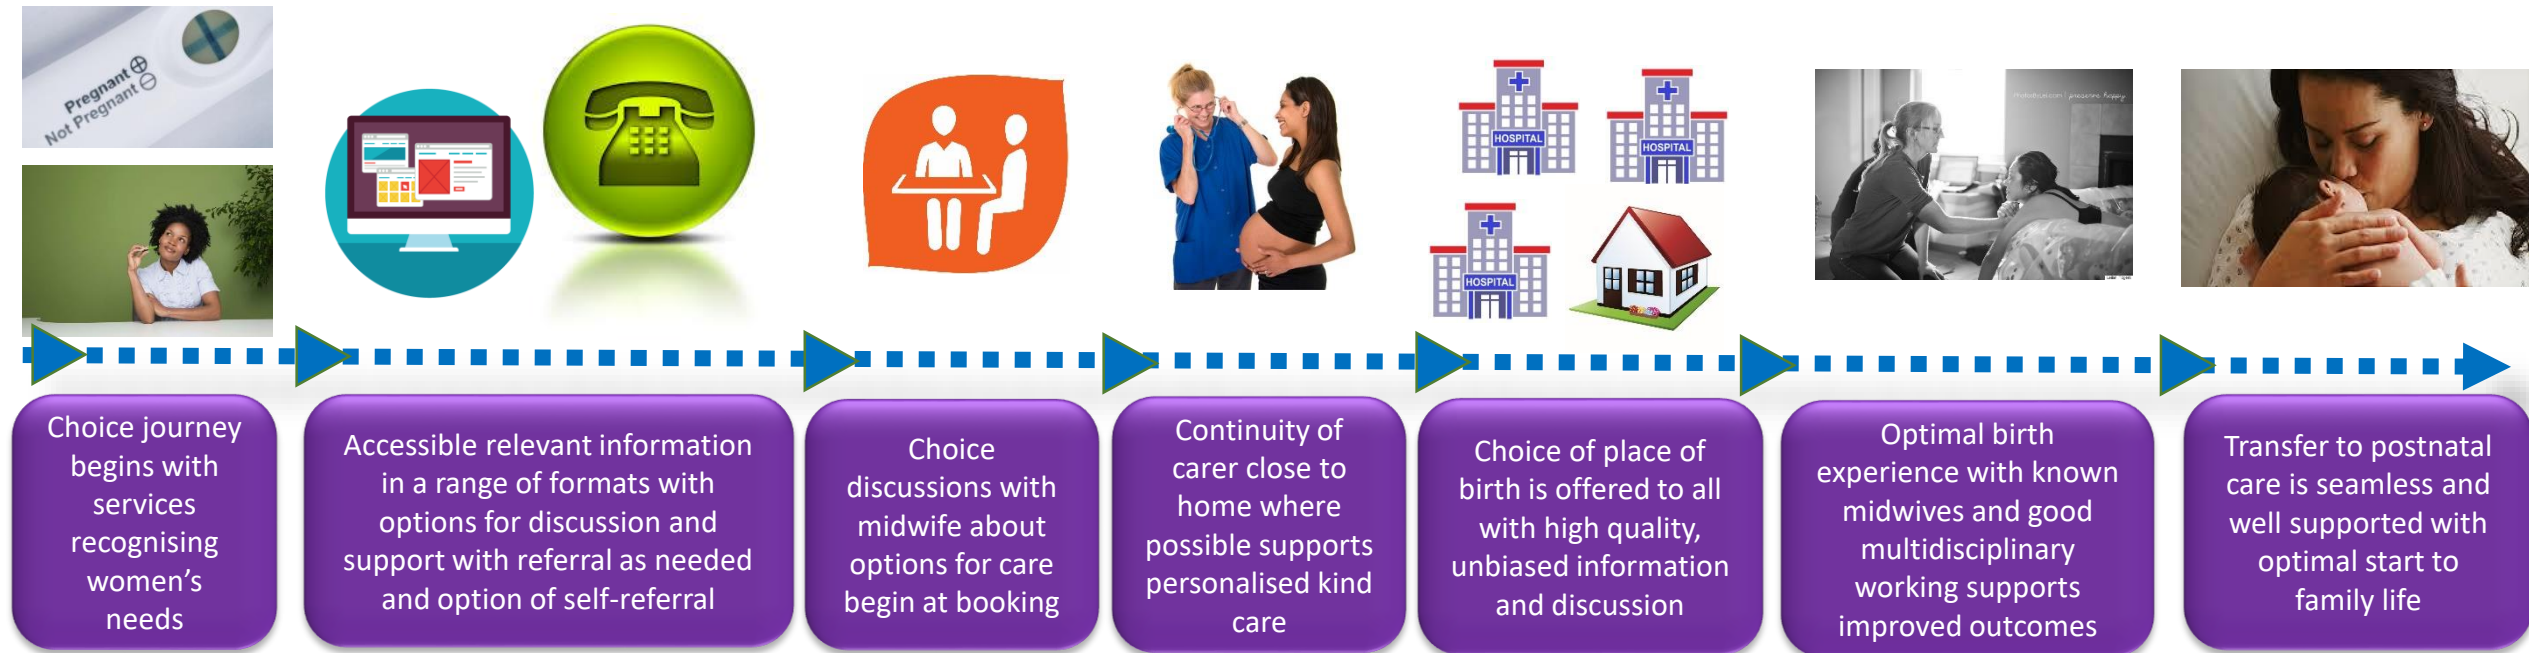 Pregnant
Not Pregnant
HOSPITAL
HOSPITAL
HOSPITAL
Choice journey
begins with
services
recognising
women's
needs
Accessible relevant information
in a range of formats with
options for discussion and
support with referral as needed
and option of self-referral
Choice
discussions with
midwife about
options for care
begin at booking
Continuity of
carer close to
home where
possible supports
personalised kind
care
Choice of place of
birth is offered to all
with high quality,
unbiased information
and discussion
Optimal birth
experience with known
midwives and good
multidisciplinary
working supports
improved outcomes
Transfer to postnatal
care is seamless and
well supported with
optimal start to
family life